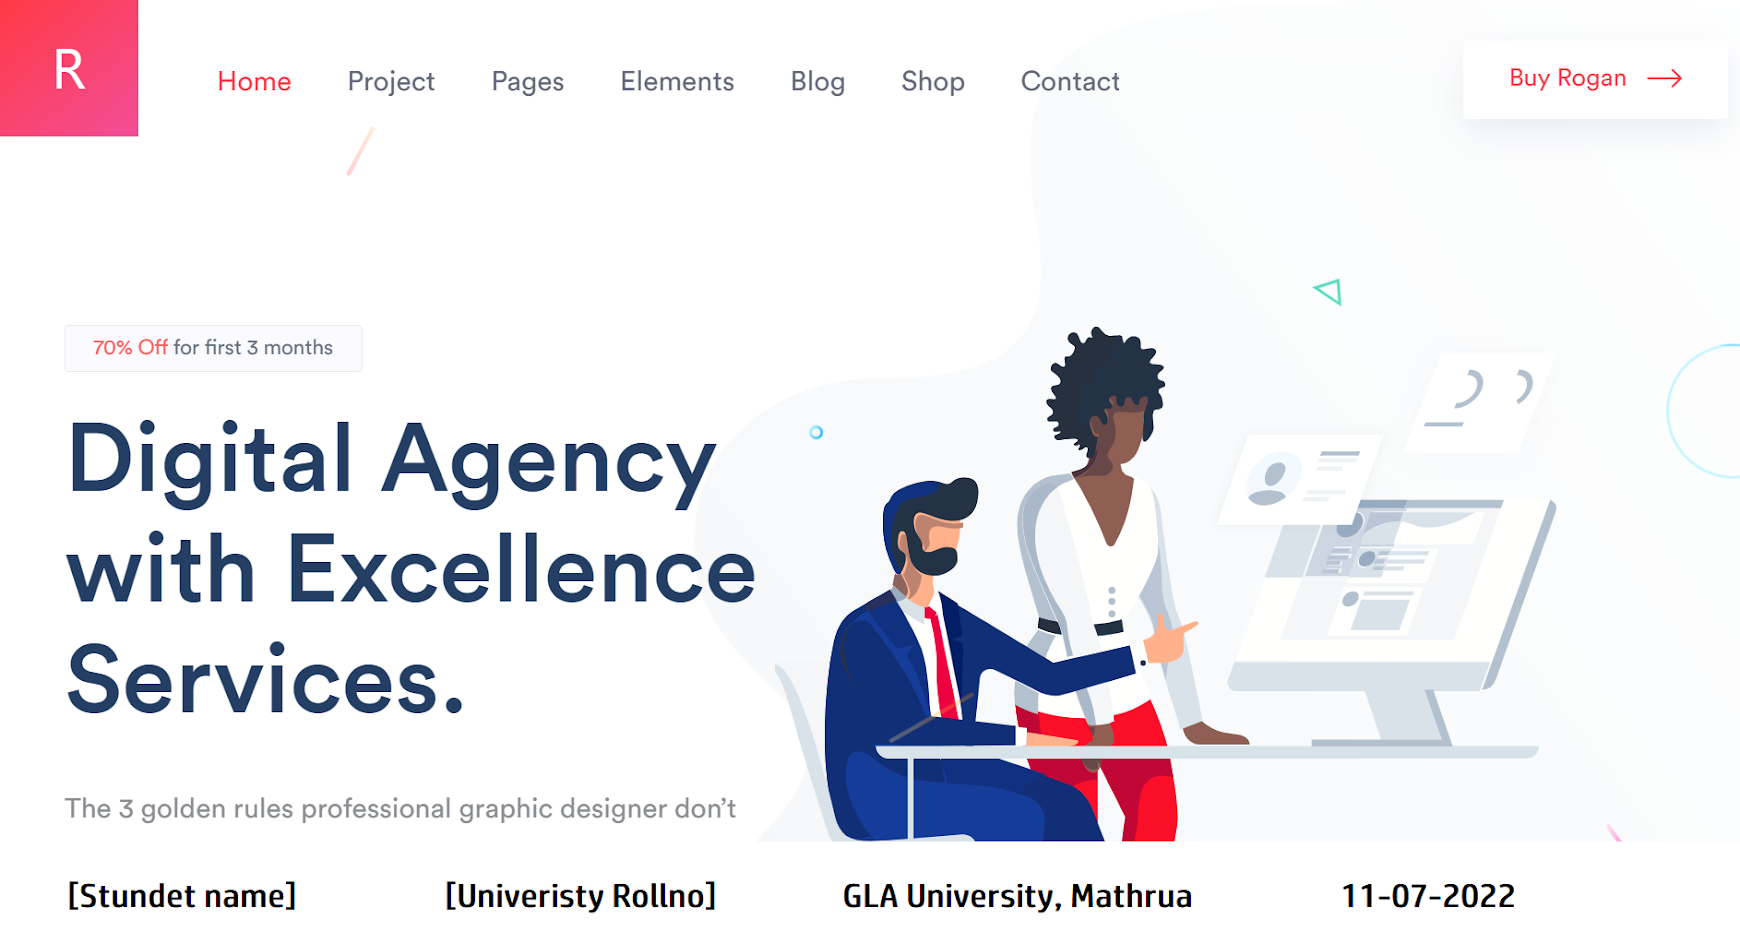 R
Home Project Pages Elements Blog Shop Contact
Buy Rogan
70% Off for first 3 months
Digital Agency
with Excellence
Services.
The 3 golden rules professional graphic designer don’t
[Stundet name] [Univeristy Rollno] GLA University, Mathrua 11-07-2022